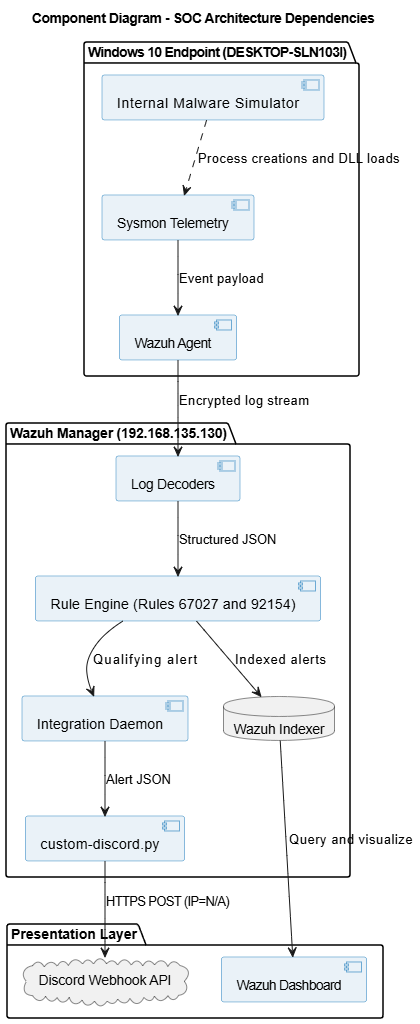 Component Diagram - SOC Architecture Dependencies
Windows 10 Endpoint (DESKTOP-SLN103I)
Internal Malware Simulator
Process creations and DLL loads
Sysmon Telemetry
Event payload
Wazuh Agent
Encrypted log stream
Wazuh Manager (192.168.135.130)
Log Decoders
Structured JSON
Rule Engine (Rules 67027 and 92154)
Qualifying alert
Indexed alerts
Integration Daemon
Wazuh Indexer
Alert JSON
custom-discord.py
Query and visualize
HTTPS POST (IP=N/A)
Presentation Layer
Discord Webhook API
Wazuh Dashboard